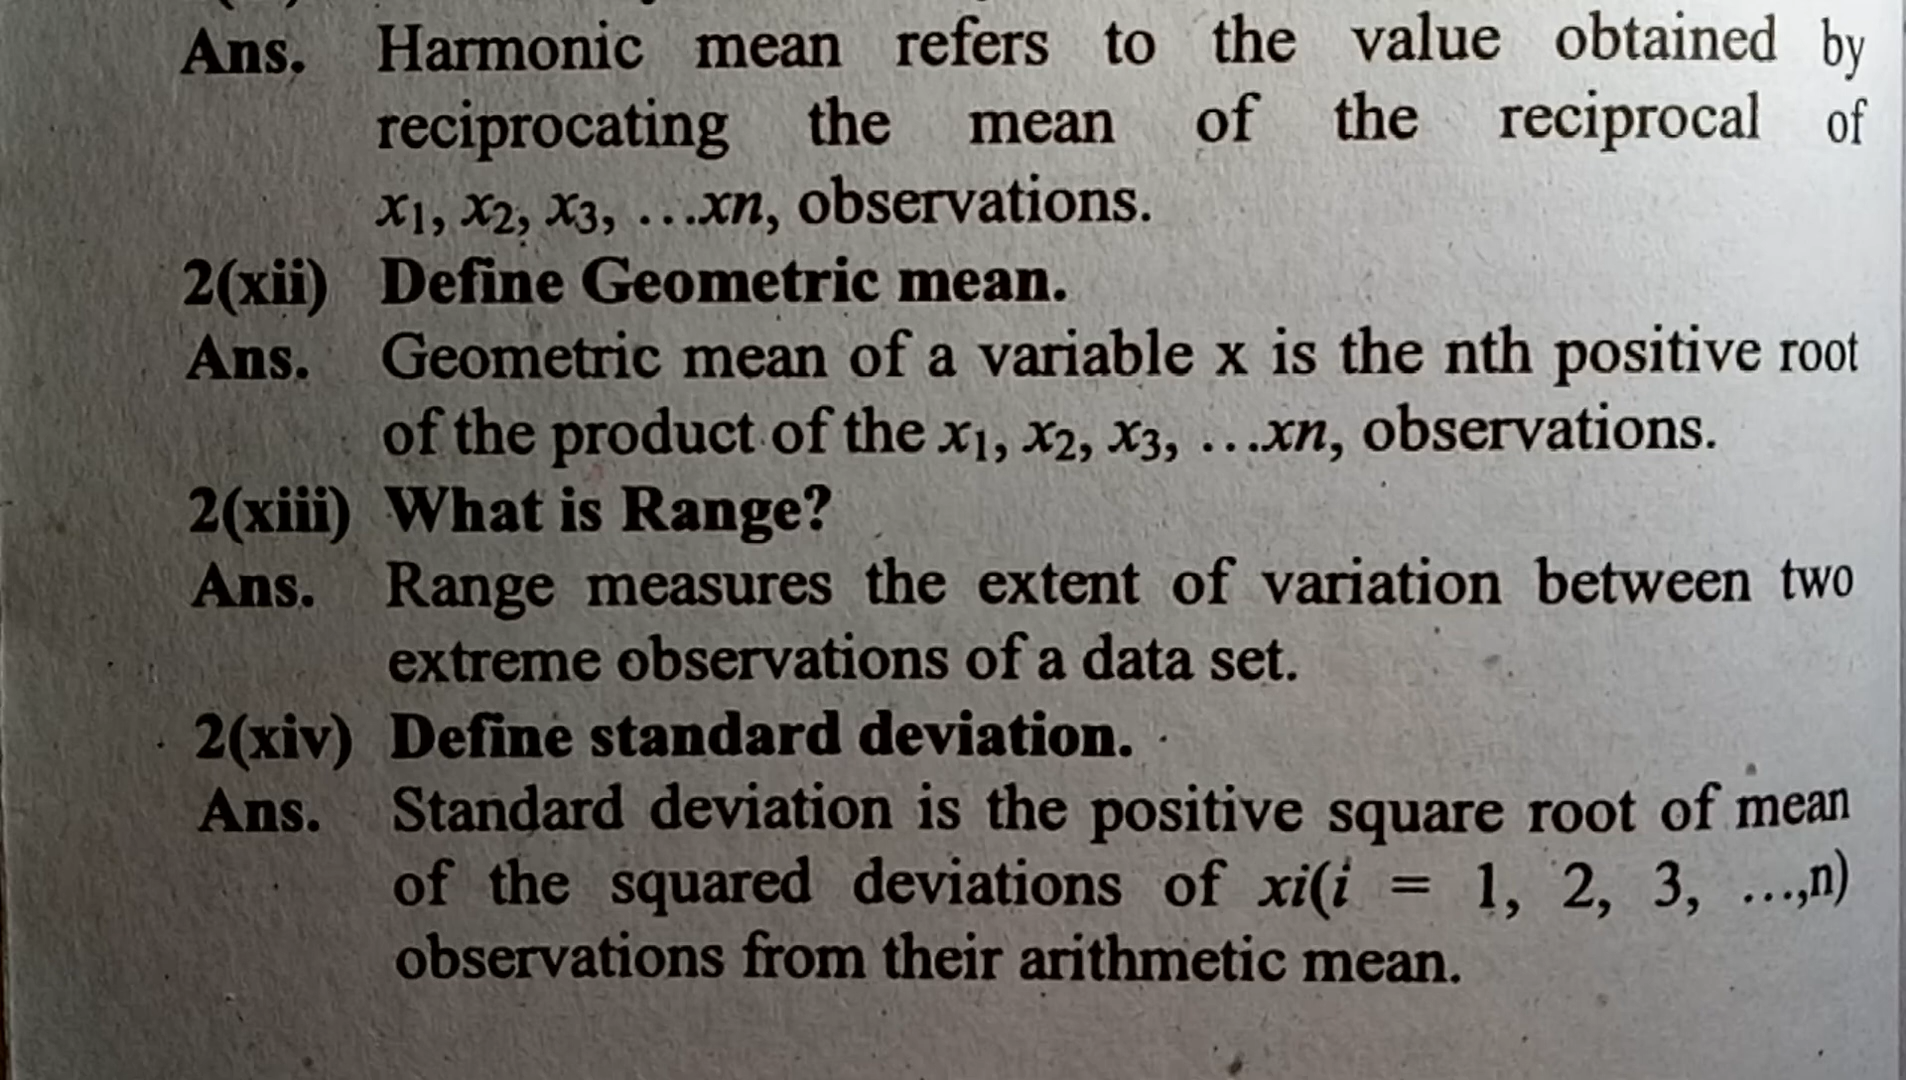 Ans. Harmonic mean refers to the value obtained by
reciprocating the mean of the reciprocal of
x₁, x₂, x₃, ...xn, observations.
2(xii) Define Geometric mean.
Ans. Geometric mean of a variable x is the nth positive root
of the product of the x₁, x₂, x₃, ...xn, observations.
2(xiii) What is Range?
Ans. Range measures the extent of variation between two
extreme observations of a data set.
2(xiv) Define standard deviation.
Ans. Standard deviation is the positive square root of mean
of the squared deviations of xi(i = 1, 2, 3, ...,n)
observations from their arithmetic mean.